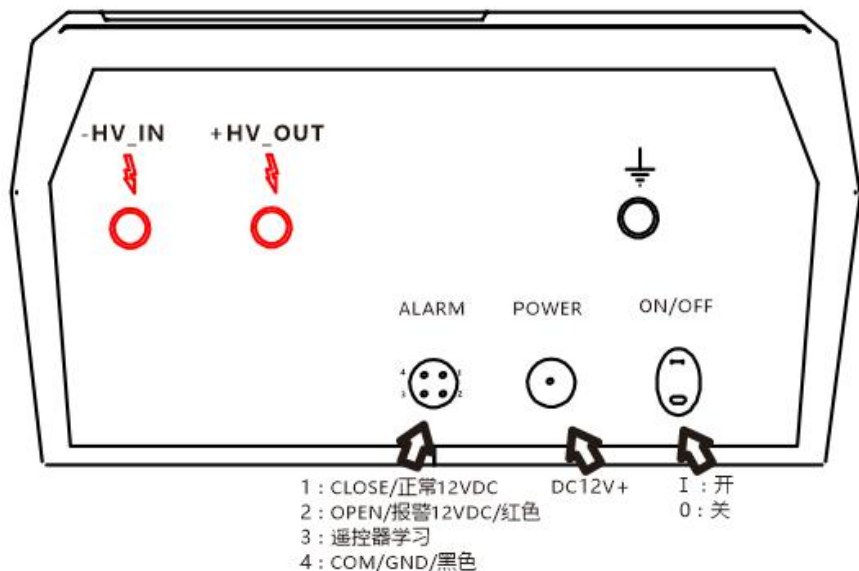 -HV_IN
+HV_OUT
ALARM
POWER
ON/OFF
4
1
3
2
1：CLOSE/正常12VDC
2：OPEN/报警12VDC/红色
3：遥控器学习
4：COM/GND/黑色
DC12V+
I：开
0：关